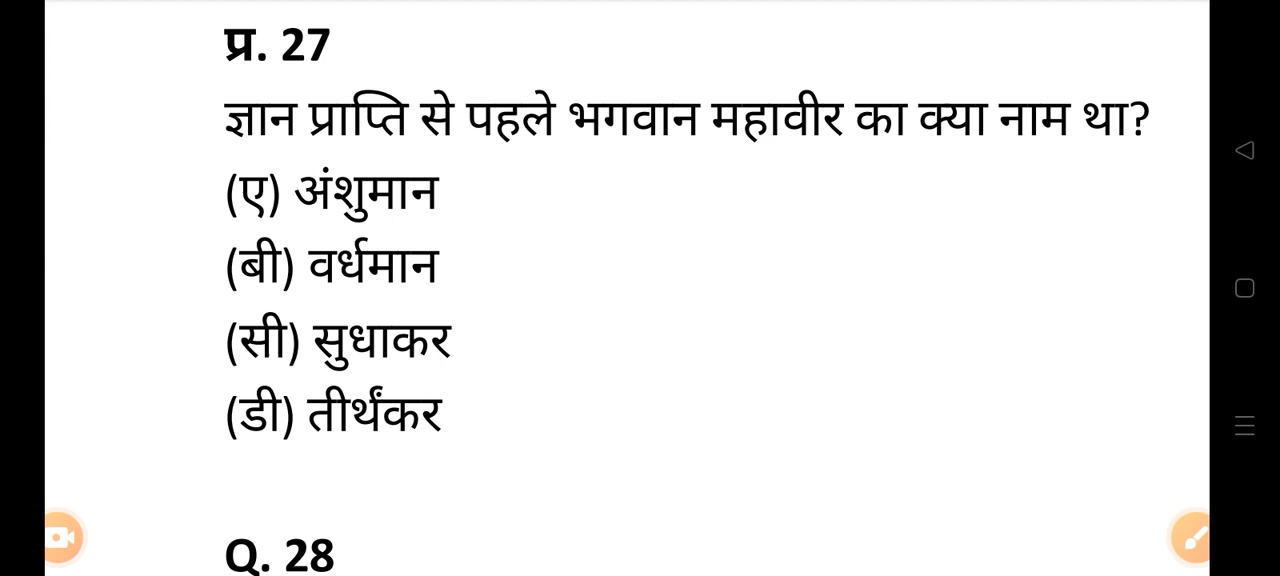 प्र. 27
ज्ञान प्राप्ति से पहले भगवान महावीर का क्या नाम था?
(ए) अंशुमान
(बी) वर्धमान
(सी) सुधाकर
(डी) तीर्थंकर
Q. 28